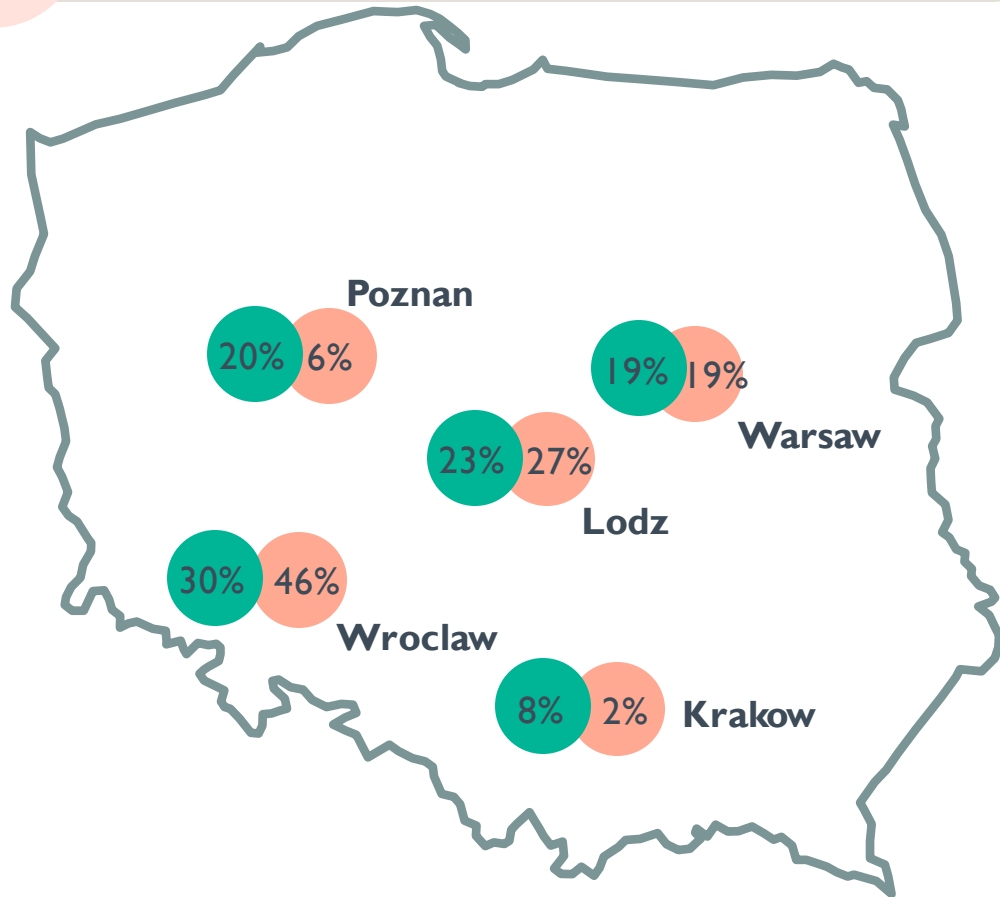 Poznan
20% 6%
19% 19%
Warsaw
23% 27%
Lodz
30% 46%
Wroclaw
8% 2% Krakow